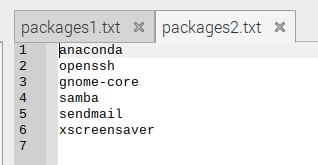 packages1.txt packages2.txt
1 anaconda
2 openssh
3 gnome-core
4 samba
5 sendmail
6 xscreensaver
7